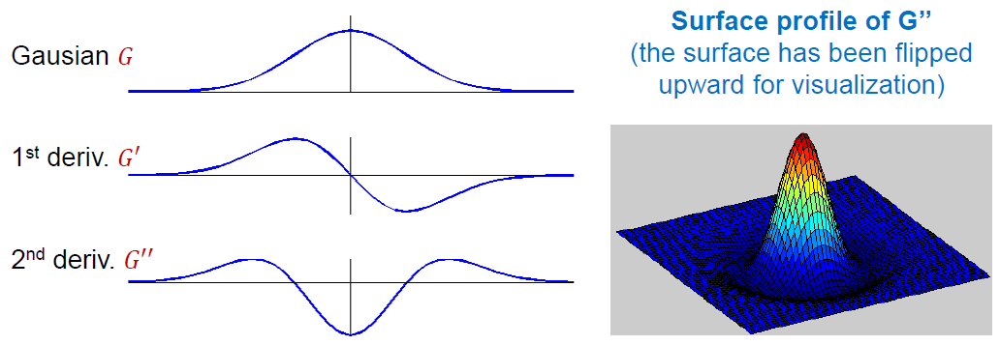 Gausian G
1st deriv. G′
2nd deriv. G′′
Surface profile of G”
(the surface has been flipped
upward for visualization)